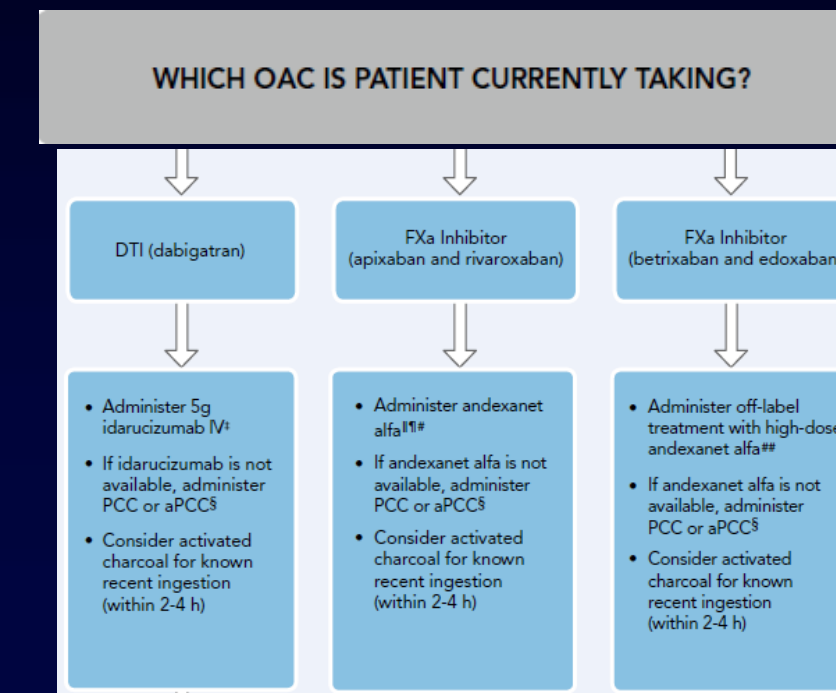 WHICH OAC IS PATIENT CURRENTLY TAKING?
DTI (dabigatran)
FXa Inhibitor
(apixaban and rivaroxaban)
FXa Inhibitor
(betrixaban and edoxaban
• Administer 5g
idarucizumab IV‡
• If idarucizumab is not
available, administer
PCC or aPCC§
• Consider activated
charcoal for known
recent ingestion
(within 2-4 h)
• Administer andexanet
alfa‖¶#
• If andexanet alfa is not
available, administer
PCC or aPCC§
• Consider activated
charcoal for known
recent ingestion
(within 2-4 h)
• Administer off-label
treatment with high-dose
andexanet alfa##
• If andexanet alfa is not
available, administer
PCC or aPCC§
• Consider activated
charcoal for known
recent ingestion
(within 2-4 h)